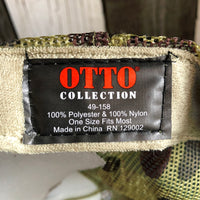 OTTO
COLLECTION
49-158
100% Polyester & 100% Nylon
One Size Fits Most
Made in China RN 129002